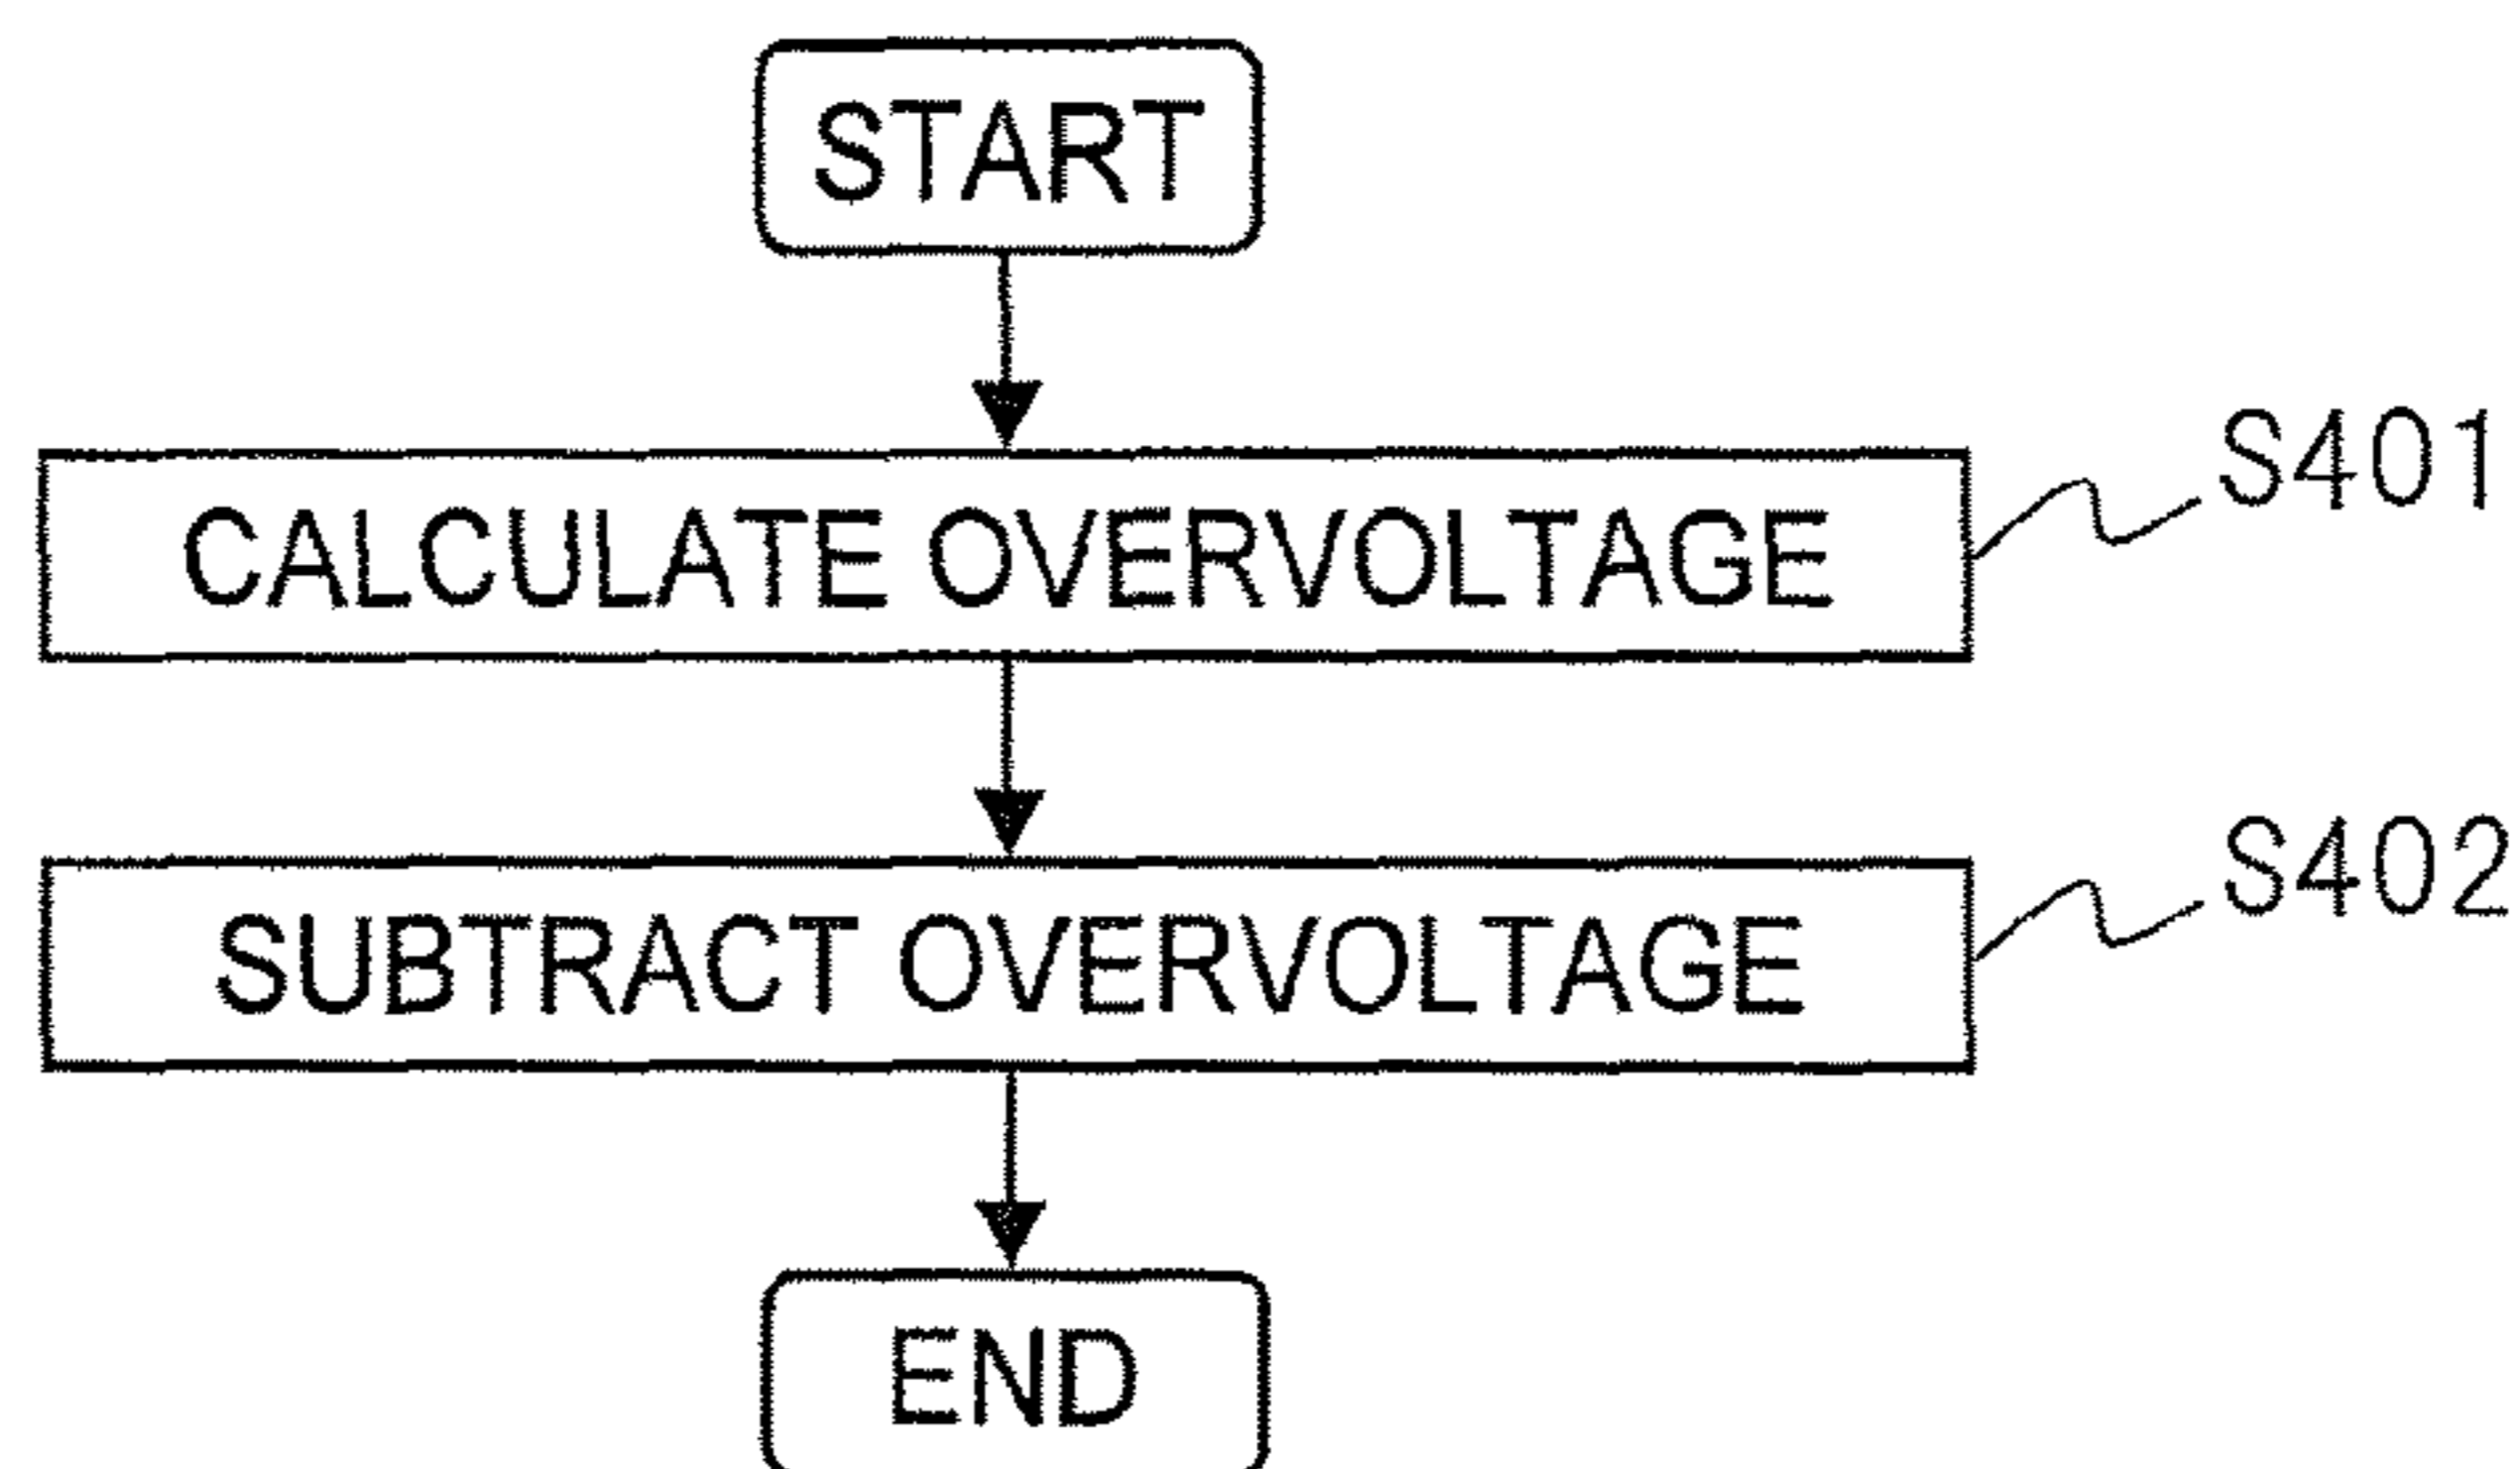 START
S401
CALCULATE OVERVOLTAGE
S402
SUBTRACT OVERVOLTAGE
END